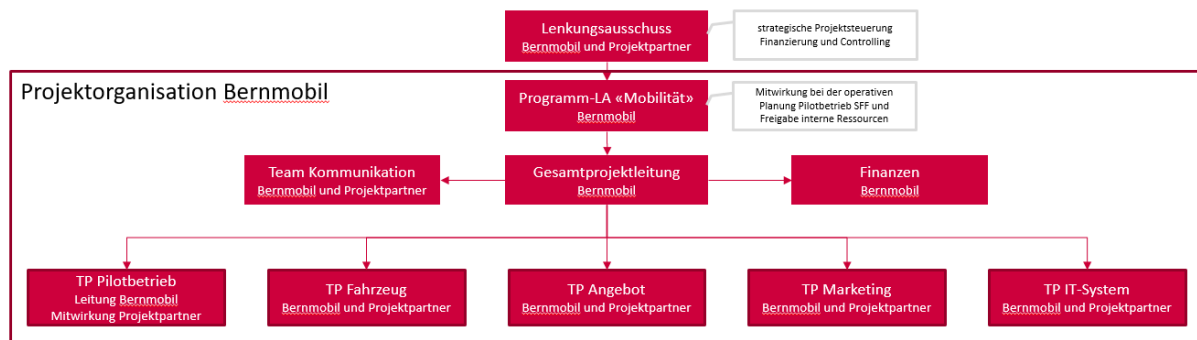 Lenkungsausschuss
Bernmobil und Projektpartner
strategische Projektsteuerung
Finanzierung und Controlling
Projektorganisation Bernmobil
Programm-LA «Mobilität»
Bernmobil
Mitwirkung bei der operativen
Planung Pilotbetrieb SFF und
Freigabe interne Ressourcen
Team Kommunikation
Bernmobil und Projektpartner
Gesamtprojektleitung
Bernmobil
Finanzen
Bernmobil
TP Pilotbetrieb
Leitung Bernmobil
Mitwirkung Projektpartner
TP Fahrzeug
Bernmobil und Projektpartner
TP Angebot
Bernmobil und Projektpartner
TP Marketing
Bernmobil und Projektpartner
TP IT-System
Bernmobil und Projektpartner